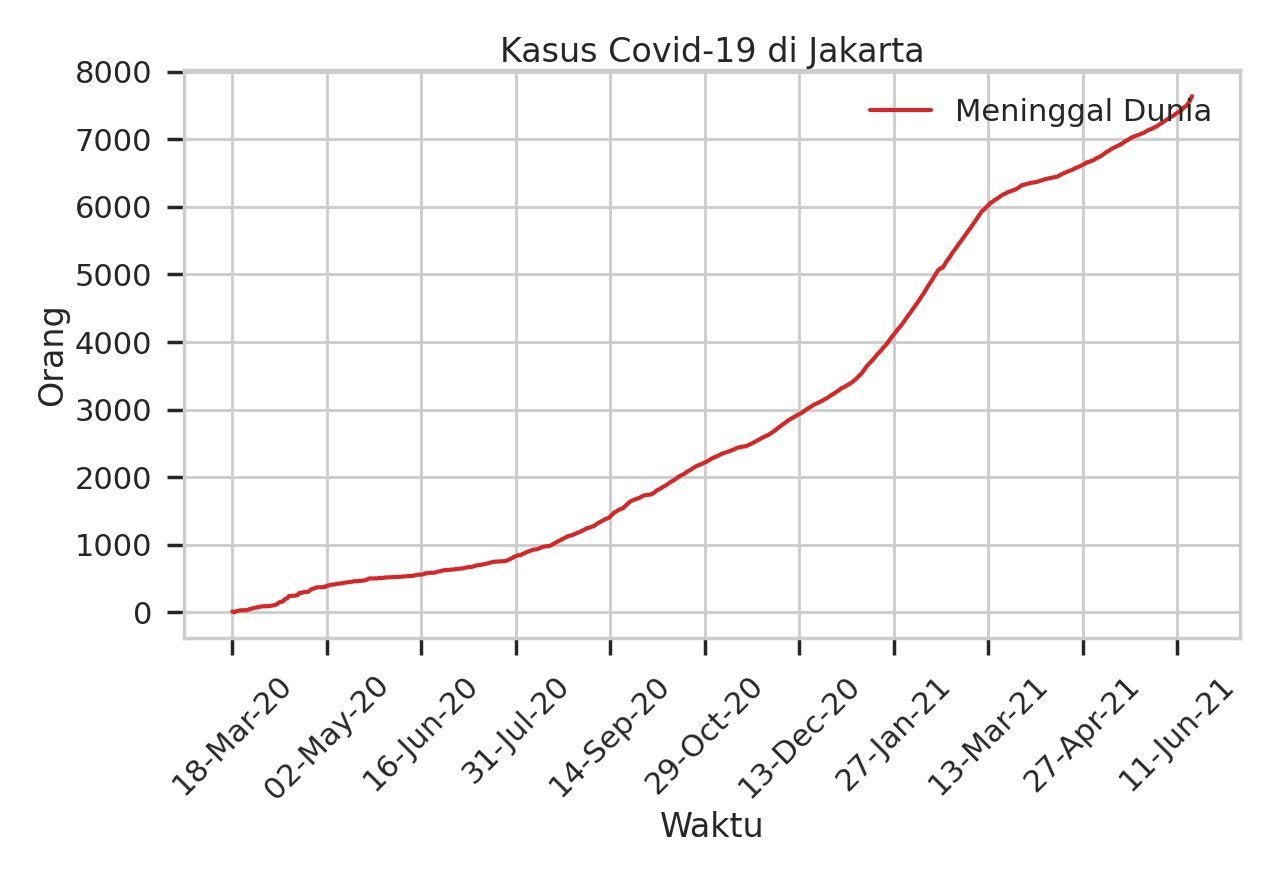 Kasus Covid-19 di Jakarta
Meninggal Dunia
Orang
8000
7000
6000
5000
4000
3000
2000
1000
0
18-Mar-20
02-May-20
16-Jun-20
31-Jul-20
14-Sep-20
29-Oct-20
13-Dec-20
27-Jan-21
13-Mar-21
27-Apr-21
11-Jun-21
Waktu